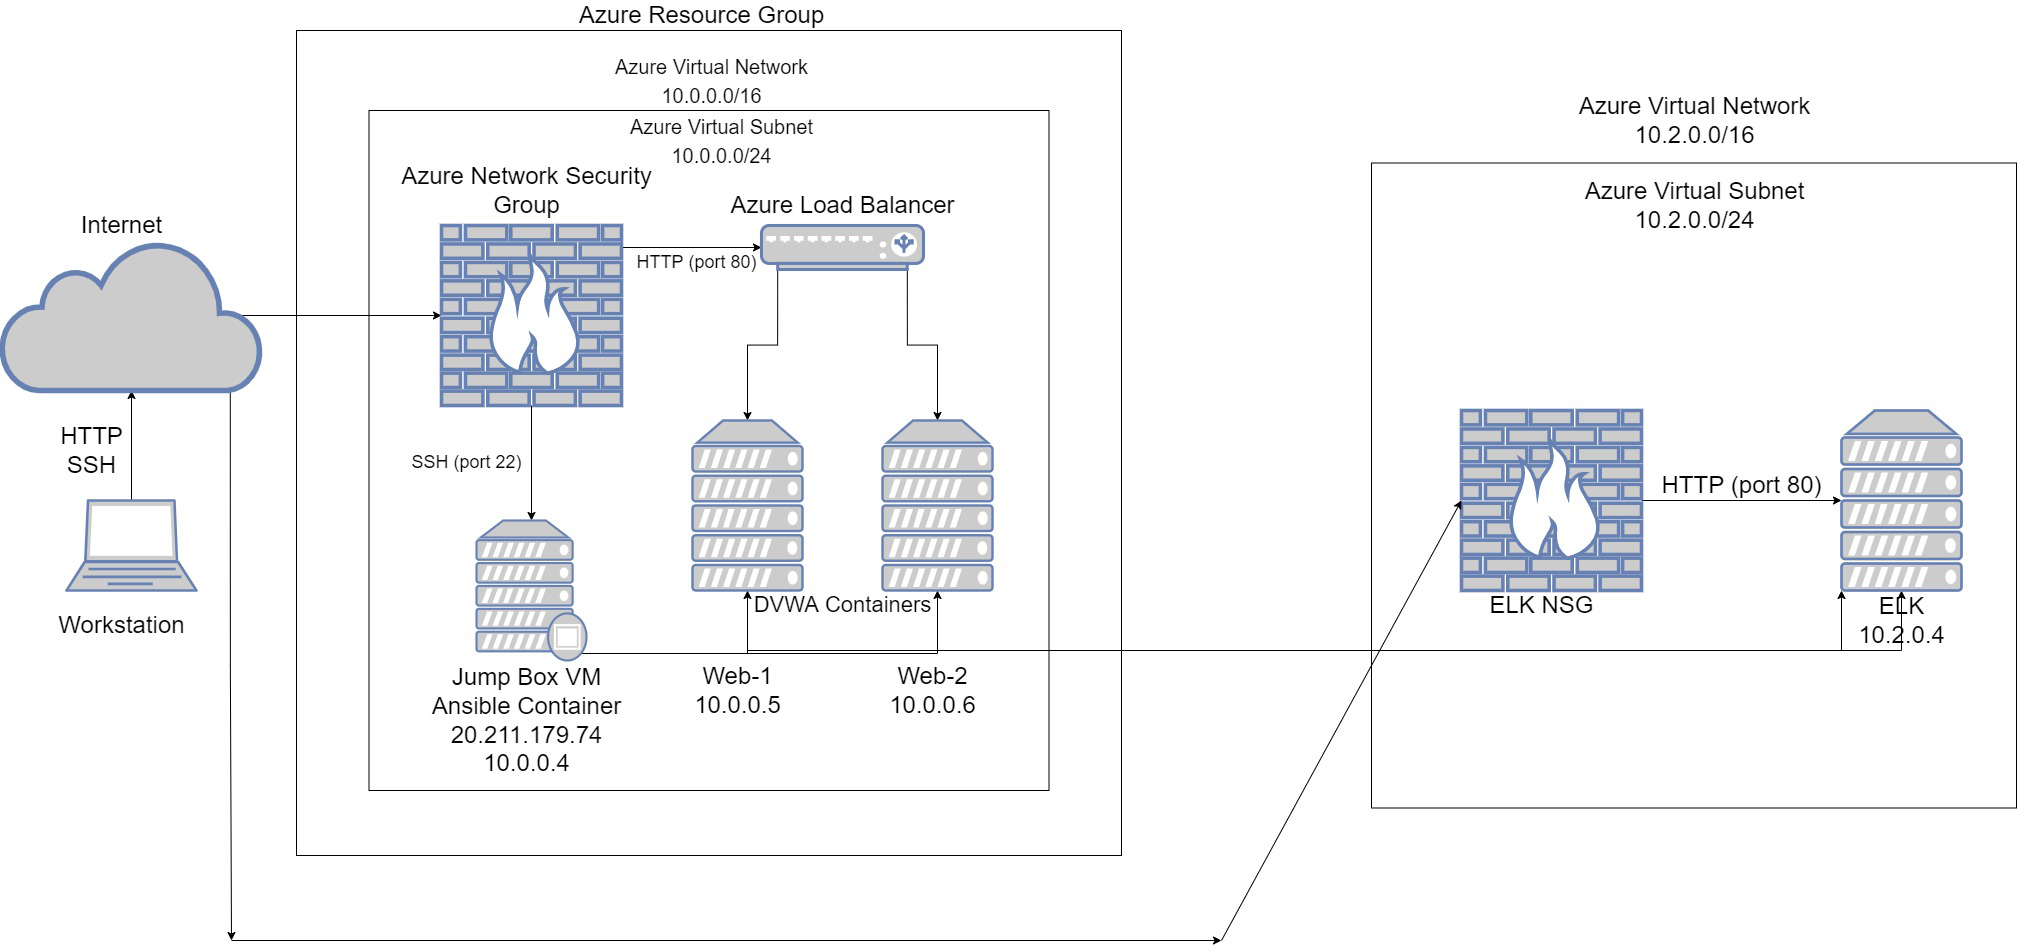 Azure Resource Group
Azure Virtual Network
10.0.0.0/16
Azure Virtual Subnet
10.0.0.0/24
Azure Network Security
Group
Azure Load Balancer
HTTP (port 80)
Internet
HTTP
SSH
Workstation
SSH (port 22)
DVWA Containers
Jump Box VM
Ansible Container
20.211.179.74
10.0.0.4
Web-1
10.0.0.5
Web-2
10.0.0.6
Azure Virtual Network
10.2.0.0/16
Azure Virtual Subnet
10.2.0.0/24
HTTP (port 80)
ELK NSG
ELK
10.2.0.4